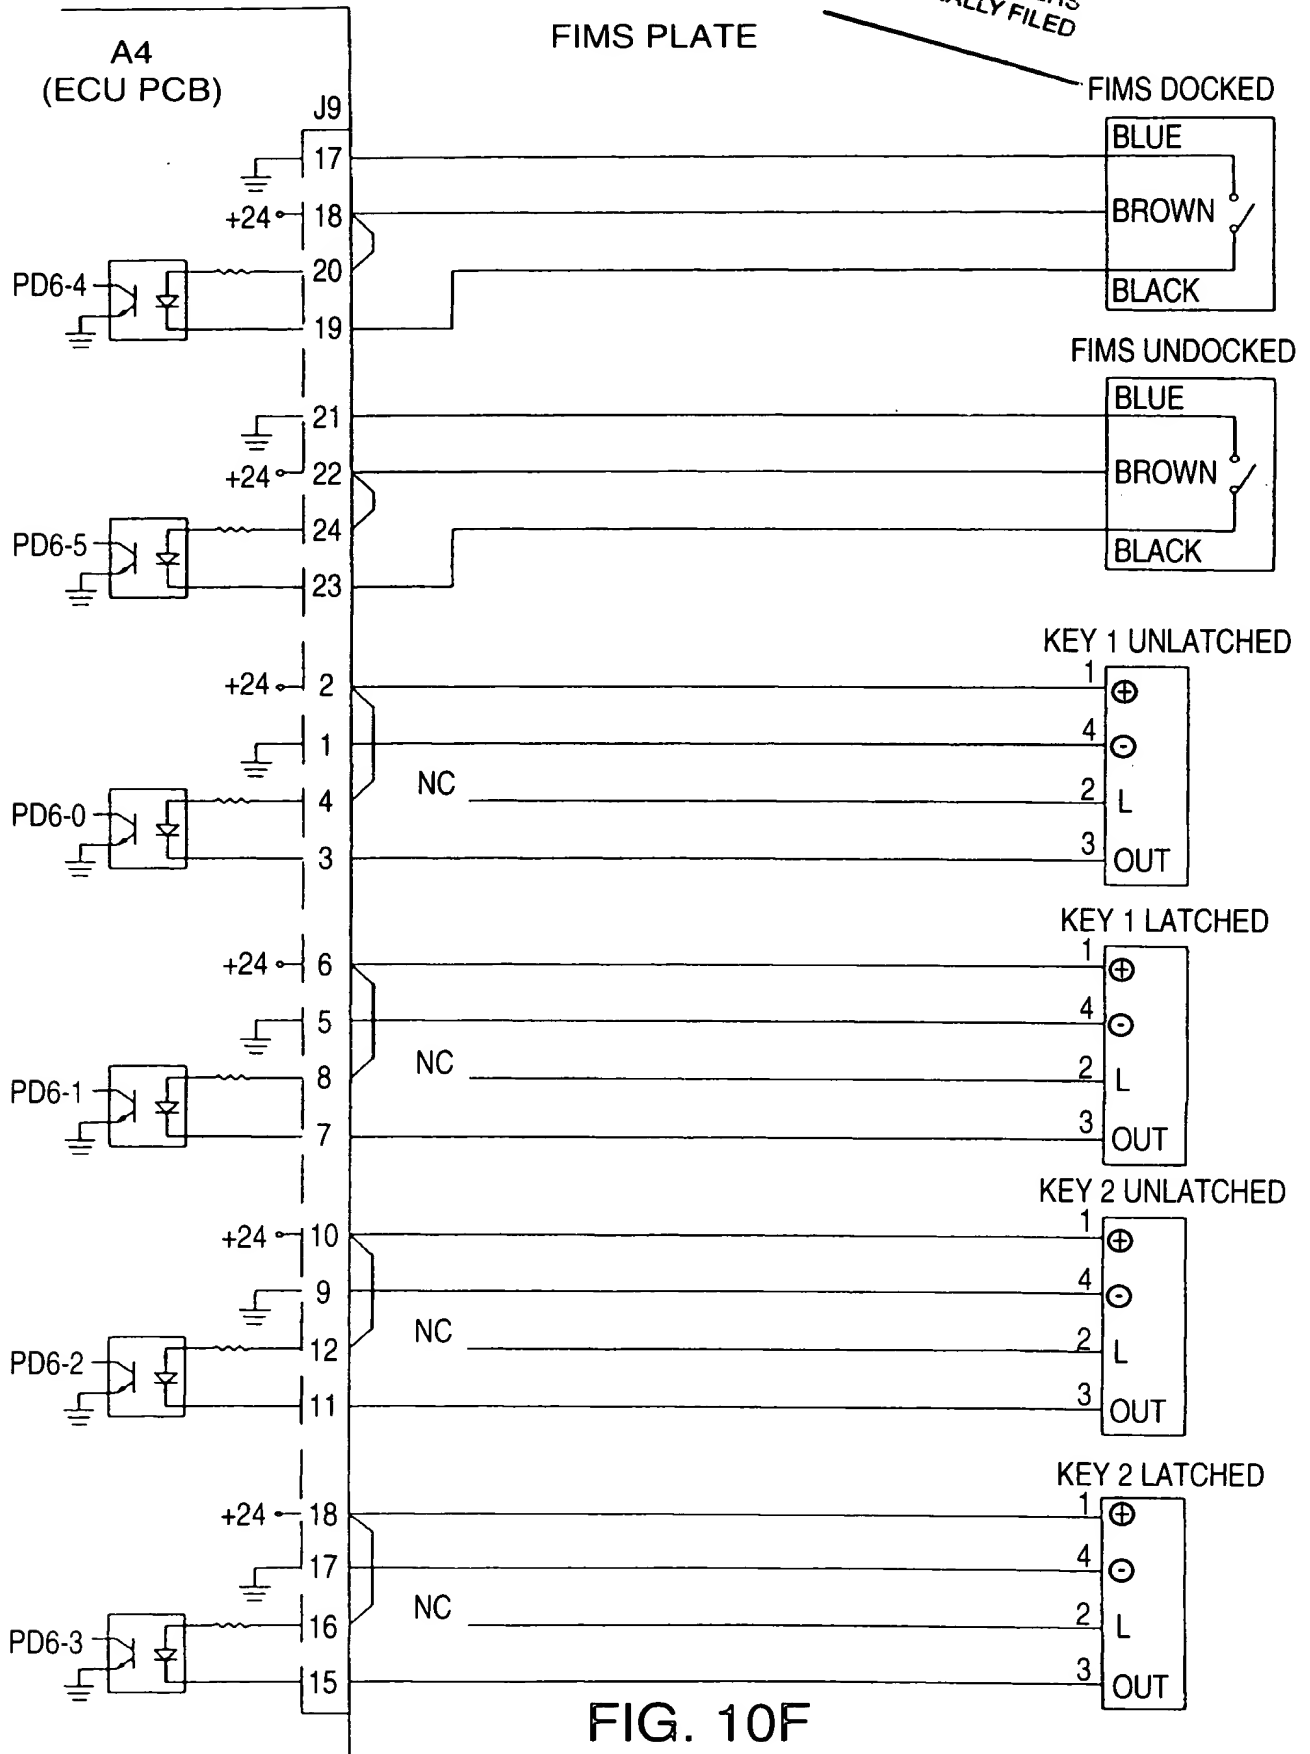 ALLY FILED
FIMS PLATE
A4
(ECU PCB)
J9
FIMS DOCKED
17
BLUE
+24
18
BROWN
PD6-4
20
19
BLACK
FIMS UNDOCKED
21
BLUE
+24
22
BROWN
PD6-5
24
23
BLACK
KEY 1 UNLATCHED
+24
2
1
+
1
4
-
PD6-0
4
NC
2
L
3
3
OUT
KEY 1 LATCHED
+24
6
1
+
5
4
-
PD6-1
8
NC
2
L
7
3
OUT
KEY 2 UNLATCHED
+24
10
1
+
9
4
-
PD6-2
12
NC
2
L
11
3
OUT
KEY 2 LATCHED
+24
18
1
+
17
4
-
PD6-3
16
NC
2
L
15
3
OUT
FIG. 10F